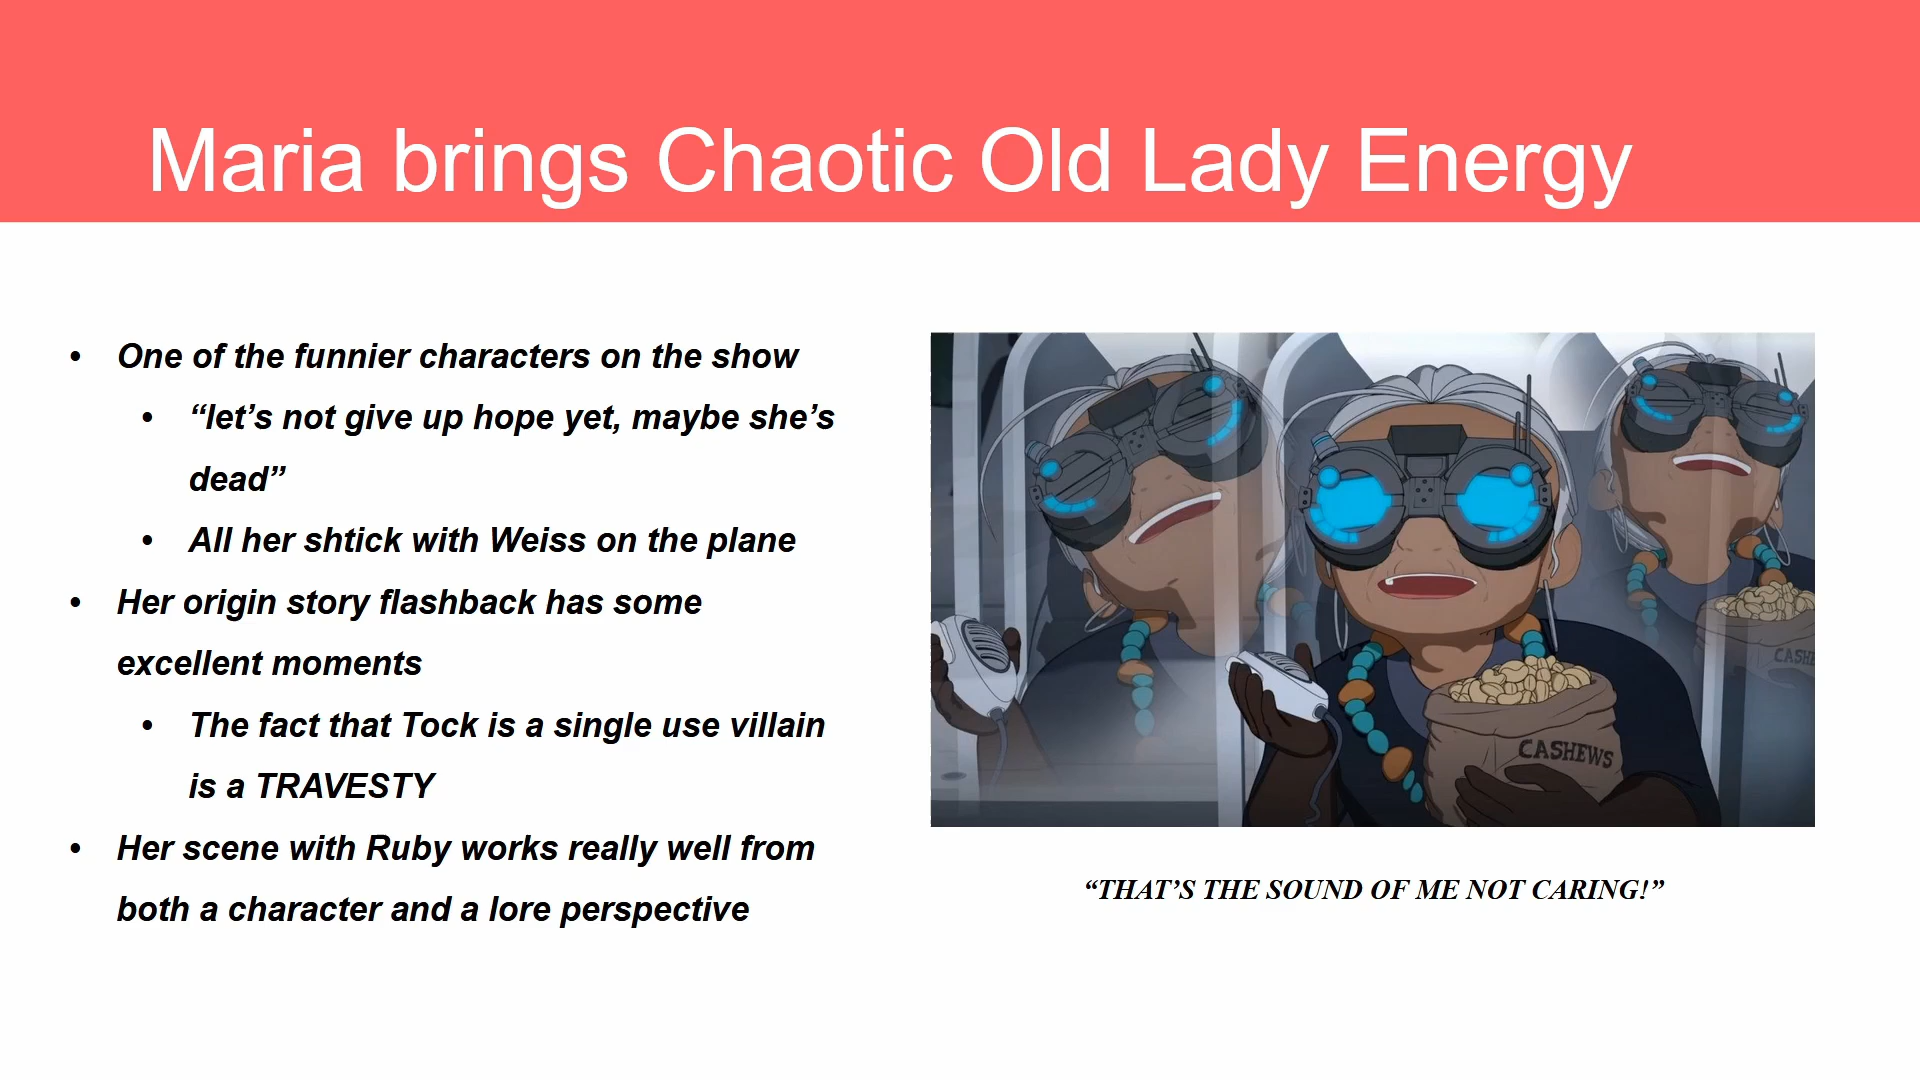 Maria brings Chaotic Old Lady Energy
• One of the funnier characters on the show
• “let’s not give up hope yet, maybe she’s
dead”
• All her shtick with Weiss on the plane
• Her origin story flashback has some
excellent moments
• The fact that Tock is a single use villain
is a TRAVESTY
• Her scene with Ruby works really well from
both a character and a lore perspective
CASHE
CASHEWS
“THAT’S THE SOUND OF ME NOT CARING!”